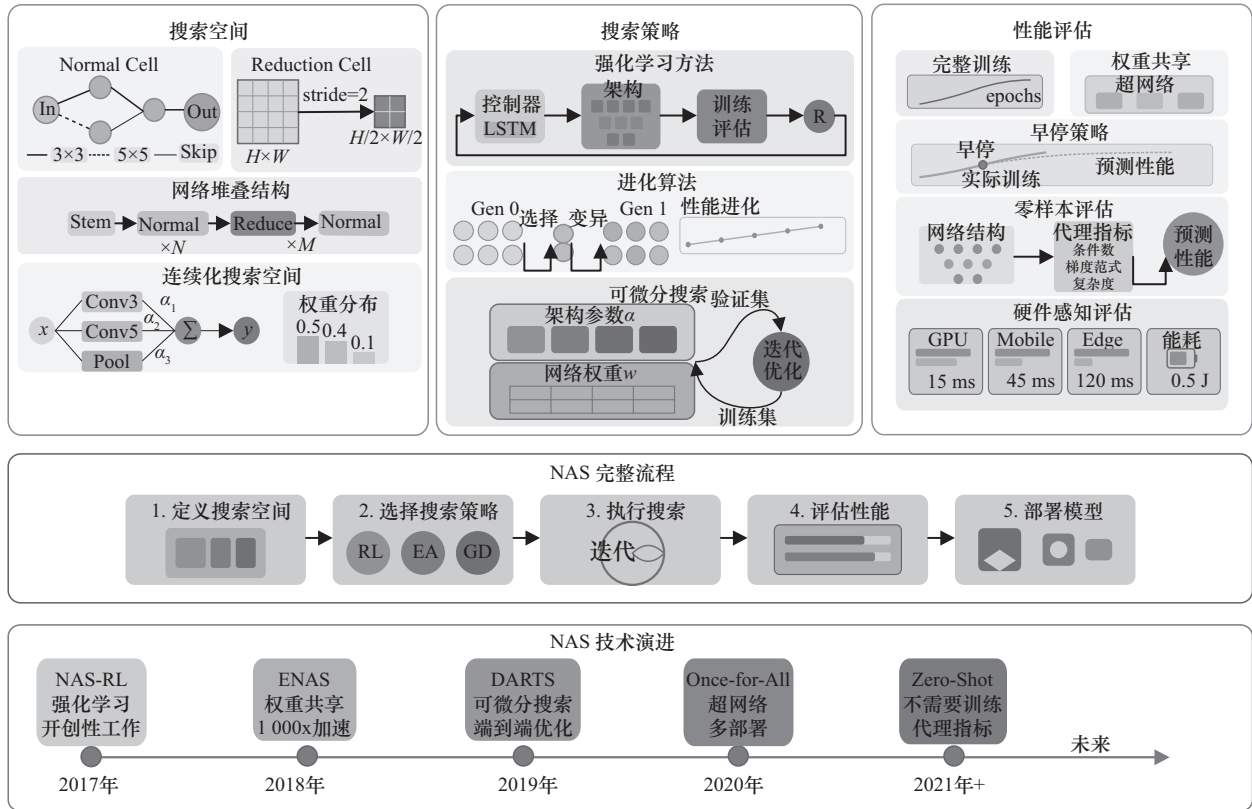 搜索空间
Normal Cell
In
Out
3×3
5×5
Skip
Reduction Cell
stride=2
H/2×W/2
H×W
网络堆叠结构
Stem
Normal
Reduce
Normal
×N
×M
连续化搜索空间
x
Conv3
Conv5
Pool
α1
α2
α3
∑
y
权重分布
0.5
0.4
0.1
搜索策略
强化学习方法
控制器
LSTM
架构
训练
评估
R
进化算法
Gen 0
选择
变异
Gen 1
性能进化
可微分搜索
架构参数α
网络权重w
验证集
迭代
优化
训练集
性能评估
完整训练
epochs
权重共享
超网络
早停策略
早停
实际训练
预测性能
零样本评估
网络结构
代理指标
条件数
梯度范式
复杂度
预测
性能
硬件感知评估
GPU
15 ms
Mobile
45 ms
Edge
120 ms
能耗
0.5 J
NAS 完整流程
1. 定义搜索空间
2. 选择搜索策略
RL
EA
GD
3. 执行搜索
迭代
4. 评估性能
5. 部署模型
NAS 技术演进
NAS-RL
强化学习
开创性工作
2017年
ENAS
权重共享
1 000x加速
2018年
DARTS
可微分搜索
端到端优化
2019年
Once-for-All
超网络
多部署
2020年
Zero-Shot
不需要训练
代理指标
2021年+
未来